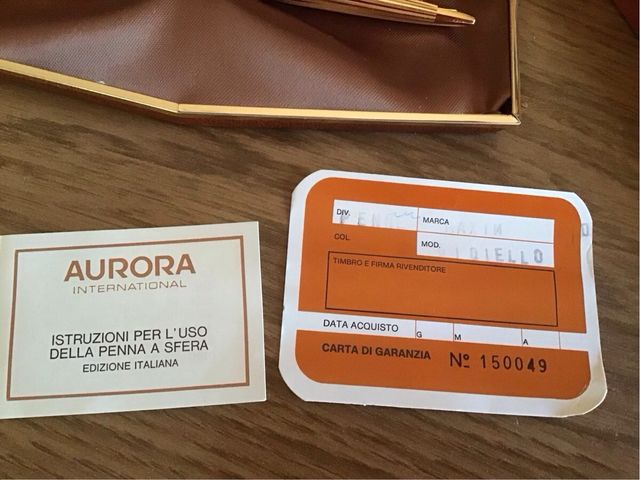 AURORA
INTERNATIONAL
ISTRUZIONI PER L'USO
DELLA PENNA A SFERA
EDIZIONE ITALIANA
DIV.
MARCA
COL.
MOD.
TIMBRO E FIRMA RIVENDITORE
DATA ACQUISTO
G
M
A
CARTA DI GARANZIA Nº 150049